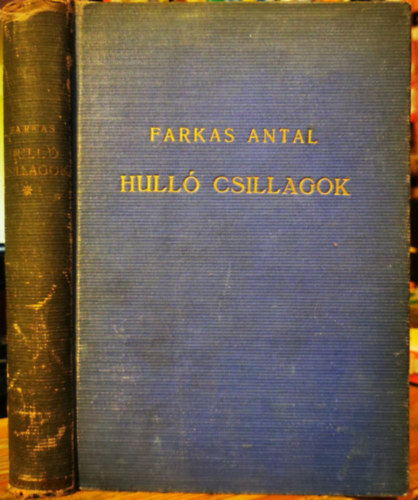 FARKAS
HULLÓ
CSILLAGOK
*
FARKAS ANTAL
HULLÓ CSILLAGOK